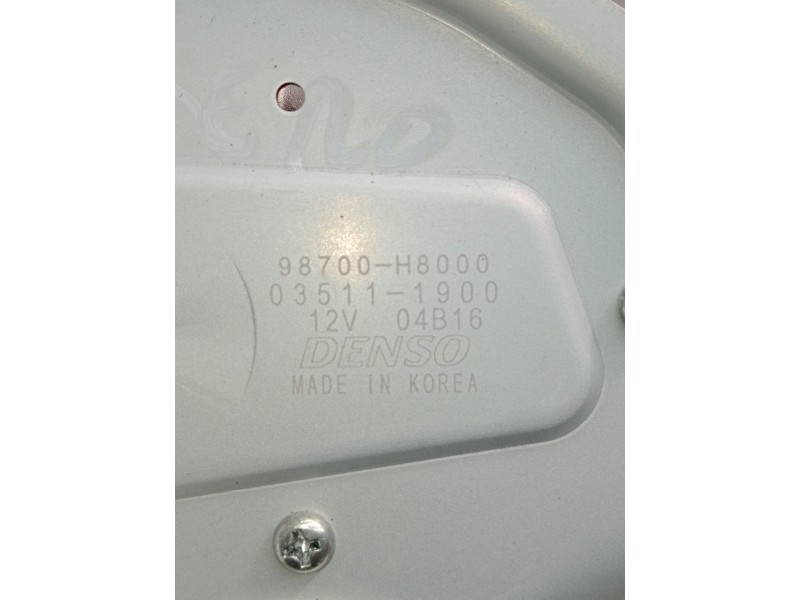 98700-H8000
03511-1900
12V 04B16
DENSO
MADE IN KOREA